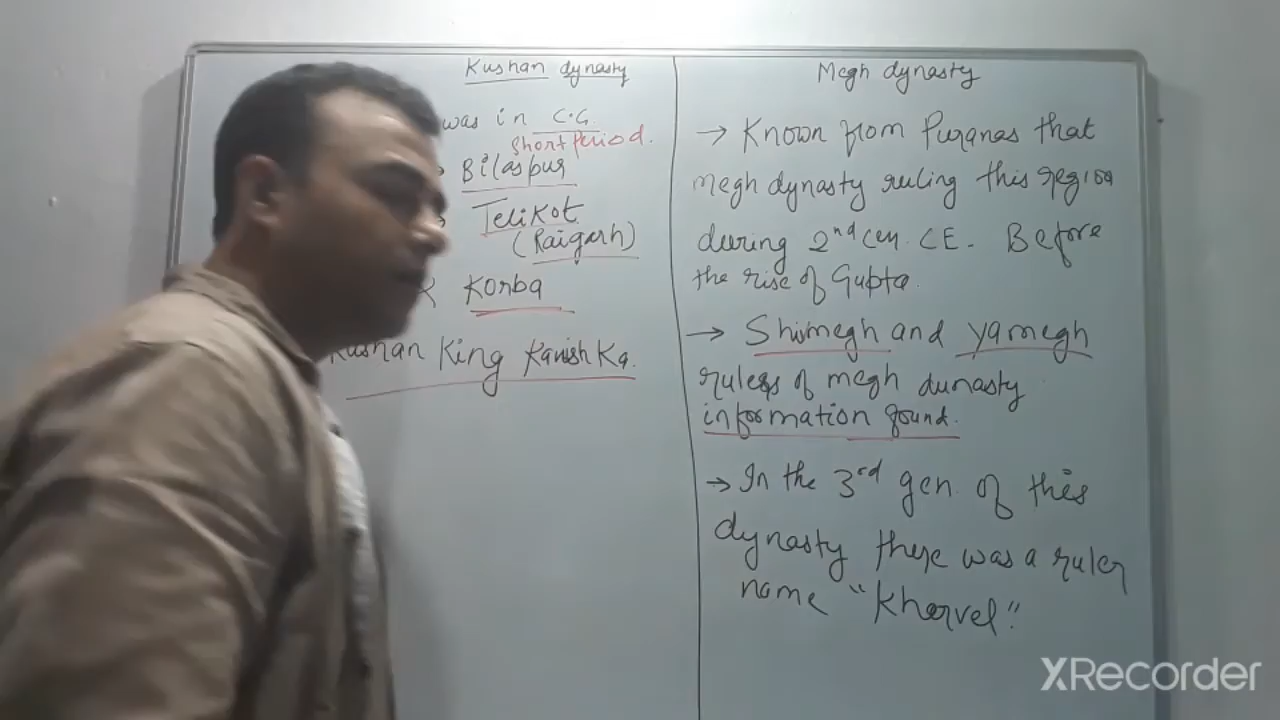 Kushan dynasty
was in C.G.
Short Period.
Bilaspur
Telikot
(Raigarh)
Korba
Kushan King Kanishka.
Megh dynasty
→ Known from Puranas that
megh dynasty ruling this region
during 2nd cen. CE. Before
the rise of Gupta.
→ Shivmegh and yamegh
rulers of megh dunasty
information found.
→ In the 3rd gen. of this
dynasty there was a ruler
name "Kharvel"
XRecorder